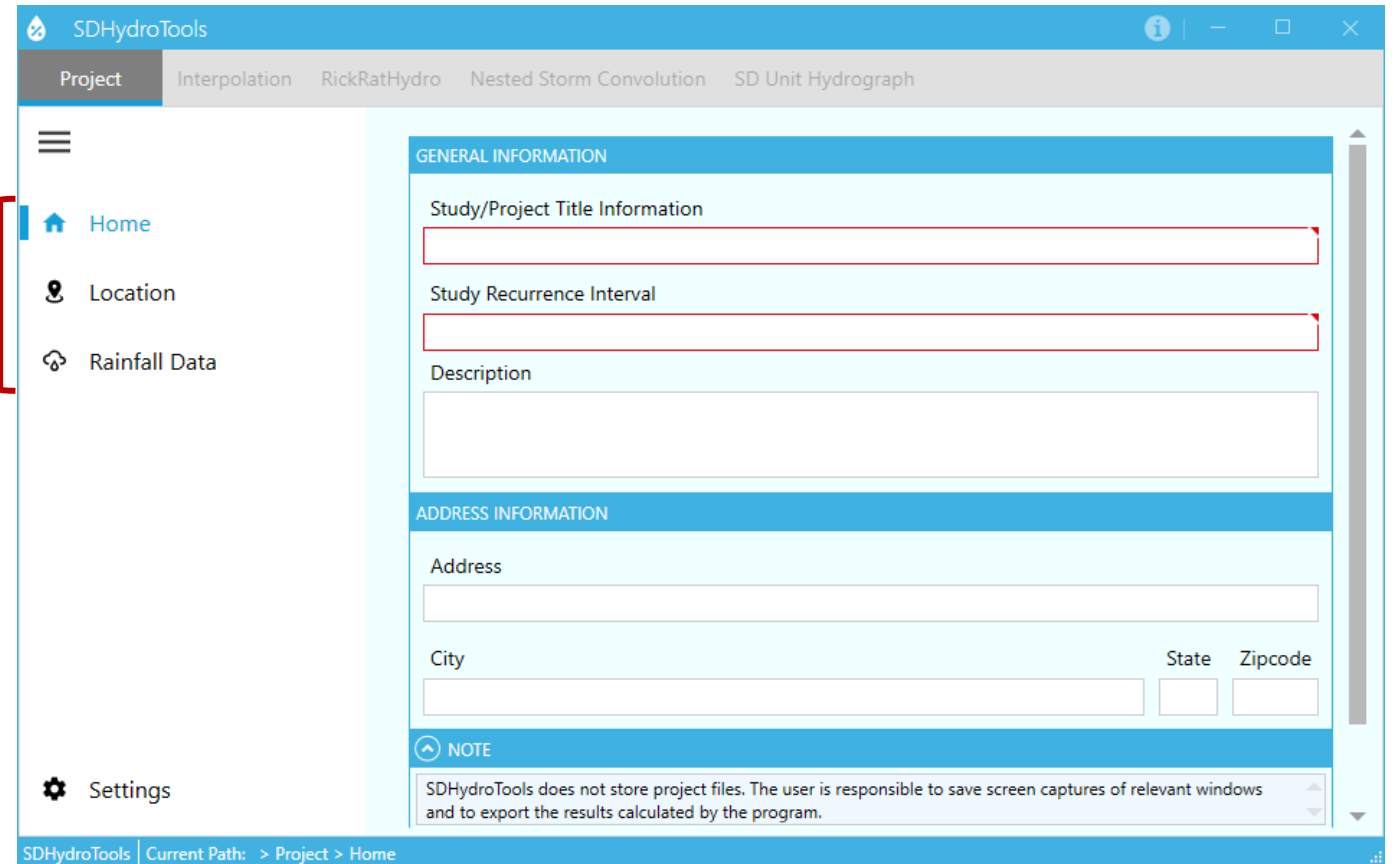 SDHydroTools
Project Interpolation RickRatHydro Nested Storm Convolution SD Unit Hydrograph
Home
Location
Rainfall Data
Settings
GENERAL INFORMATION
Study/Project Title Information
Study Recurrence Interval
Description
ADDRESS INFORMATION
Address
City State Zipcode
NOTE
SDHydroTools does not store project files. The user is responsible to save screen captures of relevant windows
and to export the results calculated by the program.
SDHydroTools Current Path: > Project > Home